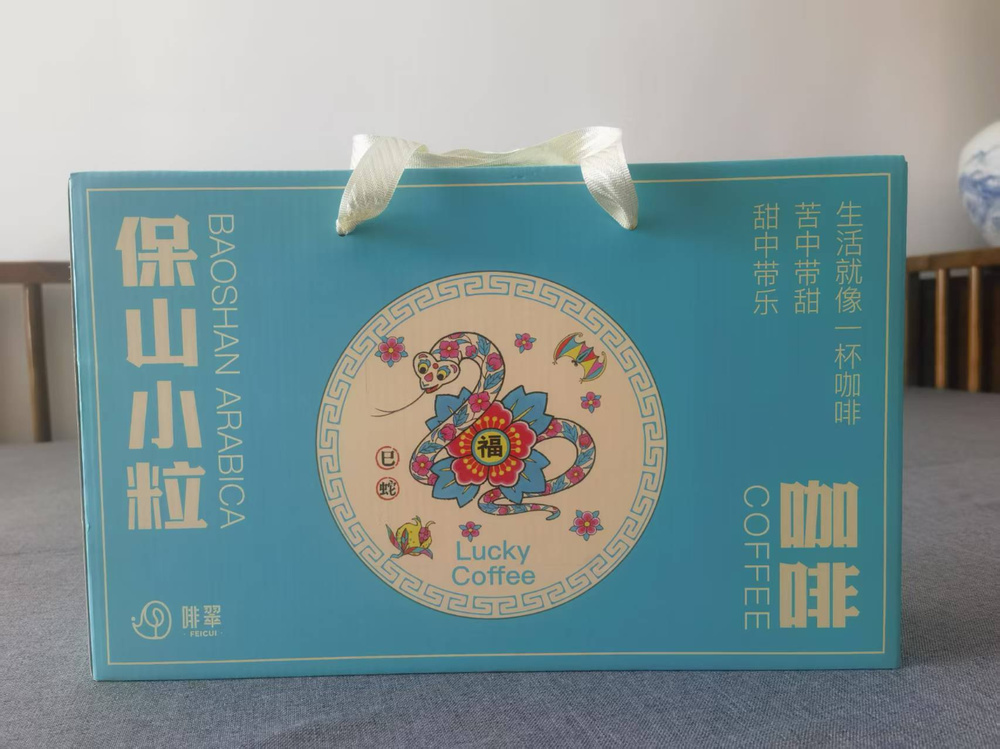 保山小粒
BAOSHAN ARABICA
生活就像一杯咖啡
苦中带甜
甜中带乐
福
巳
蛇
Lucky
Coffee
咖啡
COFFEE
啡翠
·FEICUI·